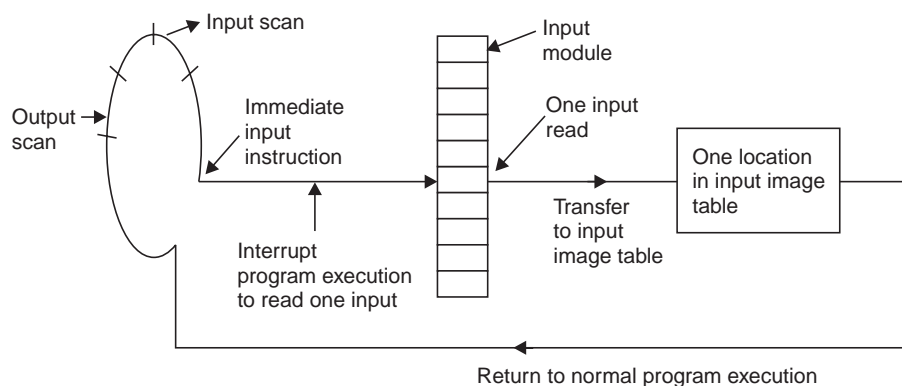 Input scan
Output
scan
Immediate
input
instruction
Interrupt
program execution
to read one input
Input
module
One input
read
Transfer
to input
image table
One location
in input image
table
Return to normal program execution